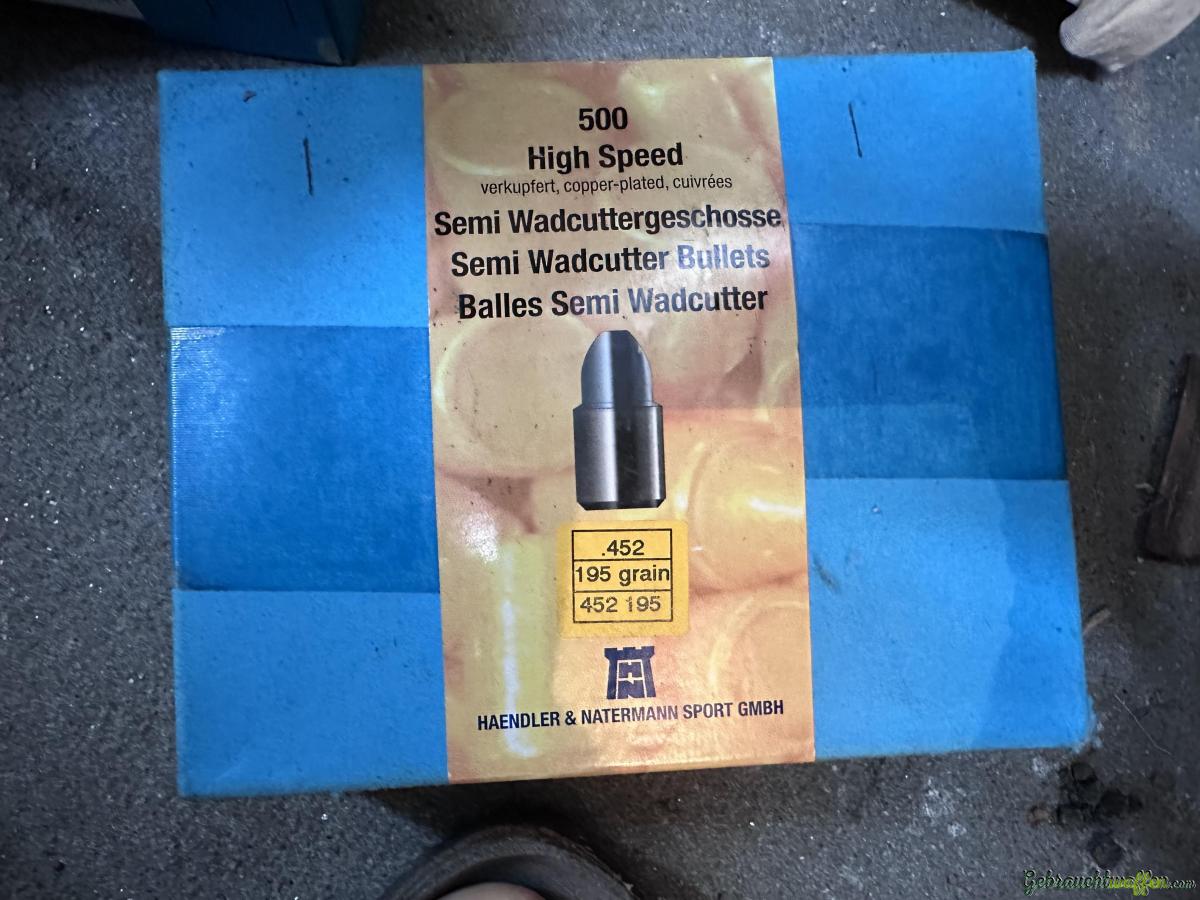 500
High Speed
verkupfert, copper-plated, cuivrées
Semi Wadcuttergeschosse
Semi Wadcutter Bullets
Balles Semi Wadcutter
.452
195 grain
452 195
HN
HAENDLER & NATERMANN SPORT GMBH
Gebrauchtwaffen.com